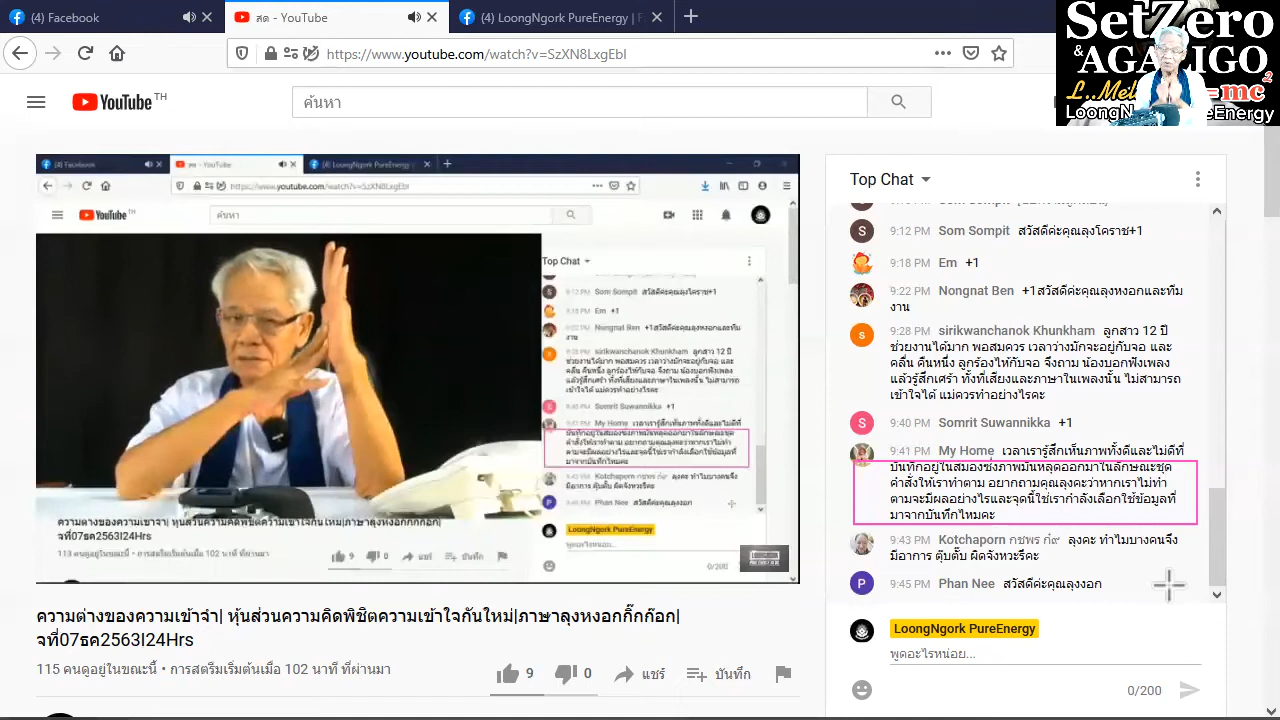 (4) Facebook
สด - YouTube
(4) LoongNgork PureEnergy | F
SetZero
& AGALIGO
=mc2
https://www.youtube.com/watch?v=SzXN8LxgEbI
YouTube TH
ค้นหา
Top Chat
9:12 PM Som Sompit สวัสดีค่ะคุณลุงโคราช+1
9:18 PM Em +1
9:22 PM Nongnat Ben +1สวัสดีค่ะคุณลุงหงอกและทีม
งาน
9:28 PM sirikwanchanok Khunkham ลูกสาว 12 ปี
ช่วยงานได้มาก พอสมควร เวลาว่างมักจะอยู่กับจอ และ
คลิ่น คืนหนึ่ง ลูกร้องไห้กับจอ จึงถาม น้องบอกฟังเพลง
แล้วรู้สึกเศร้า ทั้งที่เสียงและภาษาในเพลงนั้น ไม่สามารถ
เข้าใจได้ แม่ควรทำอย่างไรคะ
9:40 PM Somrit Suwannikka +1
9:41 PM My Home เวลาเรารู้สึกเห็นภาพทั้งดีและไม่ดีที่
บันทึกอยู่ในสมองซึ่งภาพมันหลุดออกมาในลักษณะชุด
คำสั่งให้เราทำตาม อยากถามคุณลุงคะว่าหากเราไม่ทำ
ตามจะมีผลอย่างไรและจุดนี้ใช่เรากำลังเลือกใช้ข้อมูลที่
มาจากบันทึกไหมคะ
9:43 PM Kotchaporn กชพร ลุงคะ ทำไมบางคนจึง
มีอาการ ตุ๊บตั๊บ ผิดจังหวะรึคะ
9:45 PM Phan Nee สวัสดีค่ะคุณลุงงอก
LoongNgork PureEnergy
พูดอะไรหน่อย...
0/200
ความต่างของความเข้าจำ| หุ้นส่วนความคิดพิชิตความเข้าใจกันใหม่|ภาษาลุงหงอกกิ๊กก๊อก|
จที่07ธค2563I24Hrs
115 คนดูอยู่ในขณะนี้ • การสตรีมเริ่มต้นเมื่อ 102 นาที ที่ผ่านมา
9
0
แชร์
บันทึก